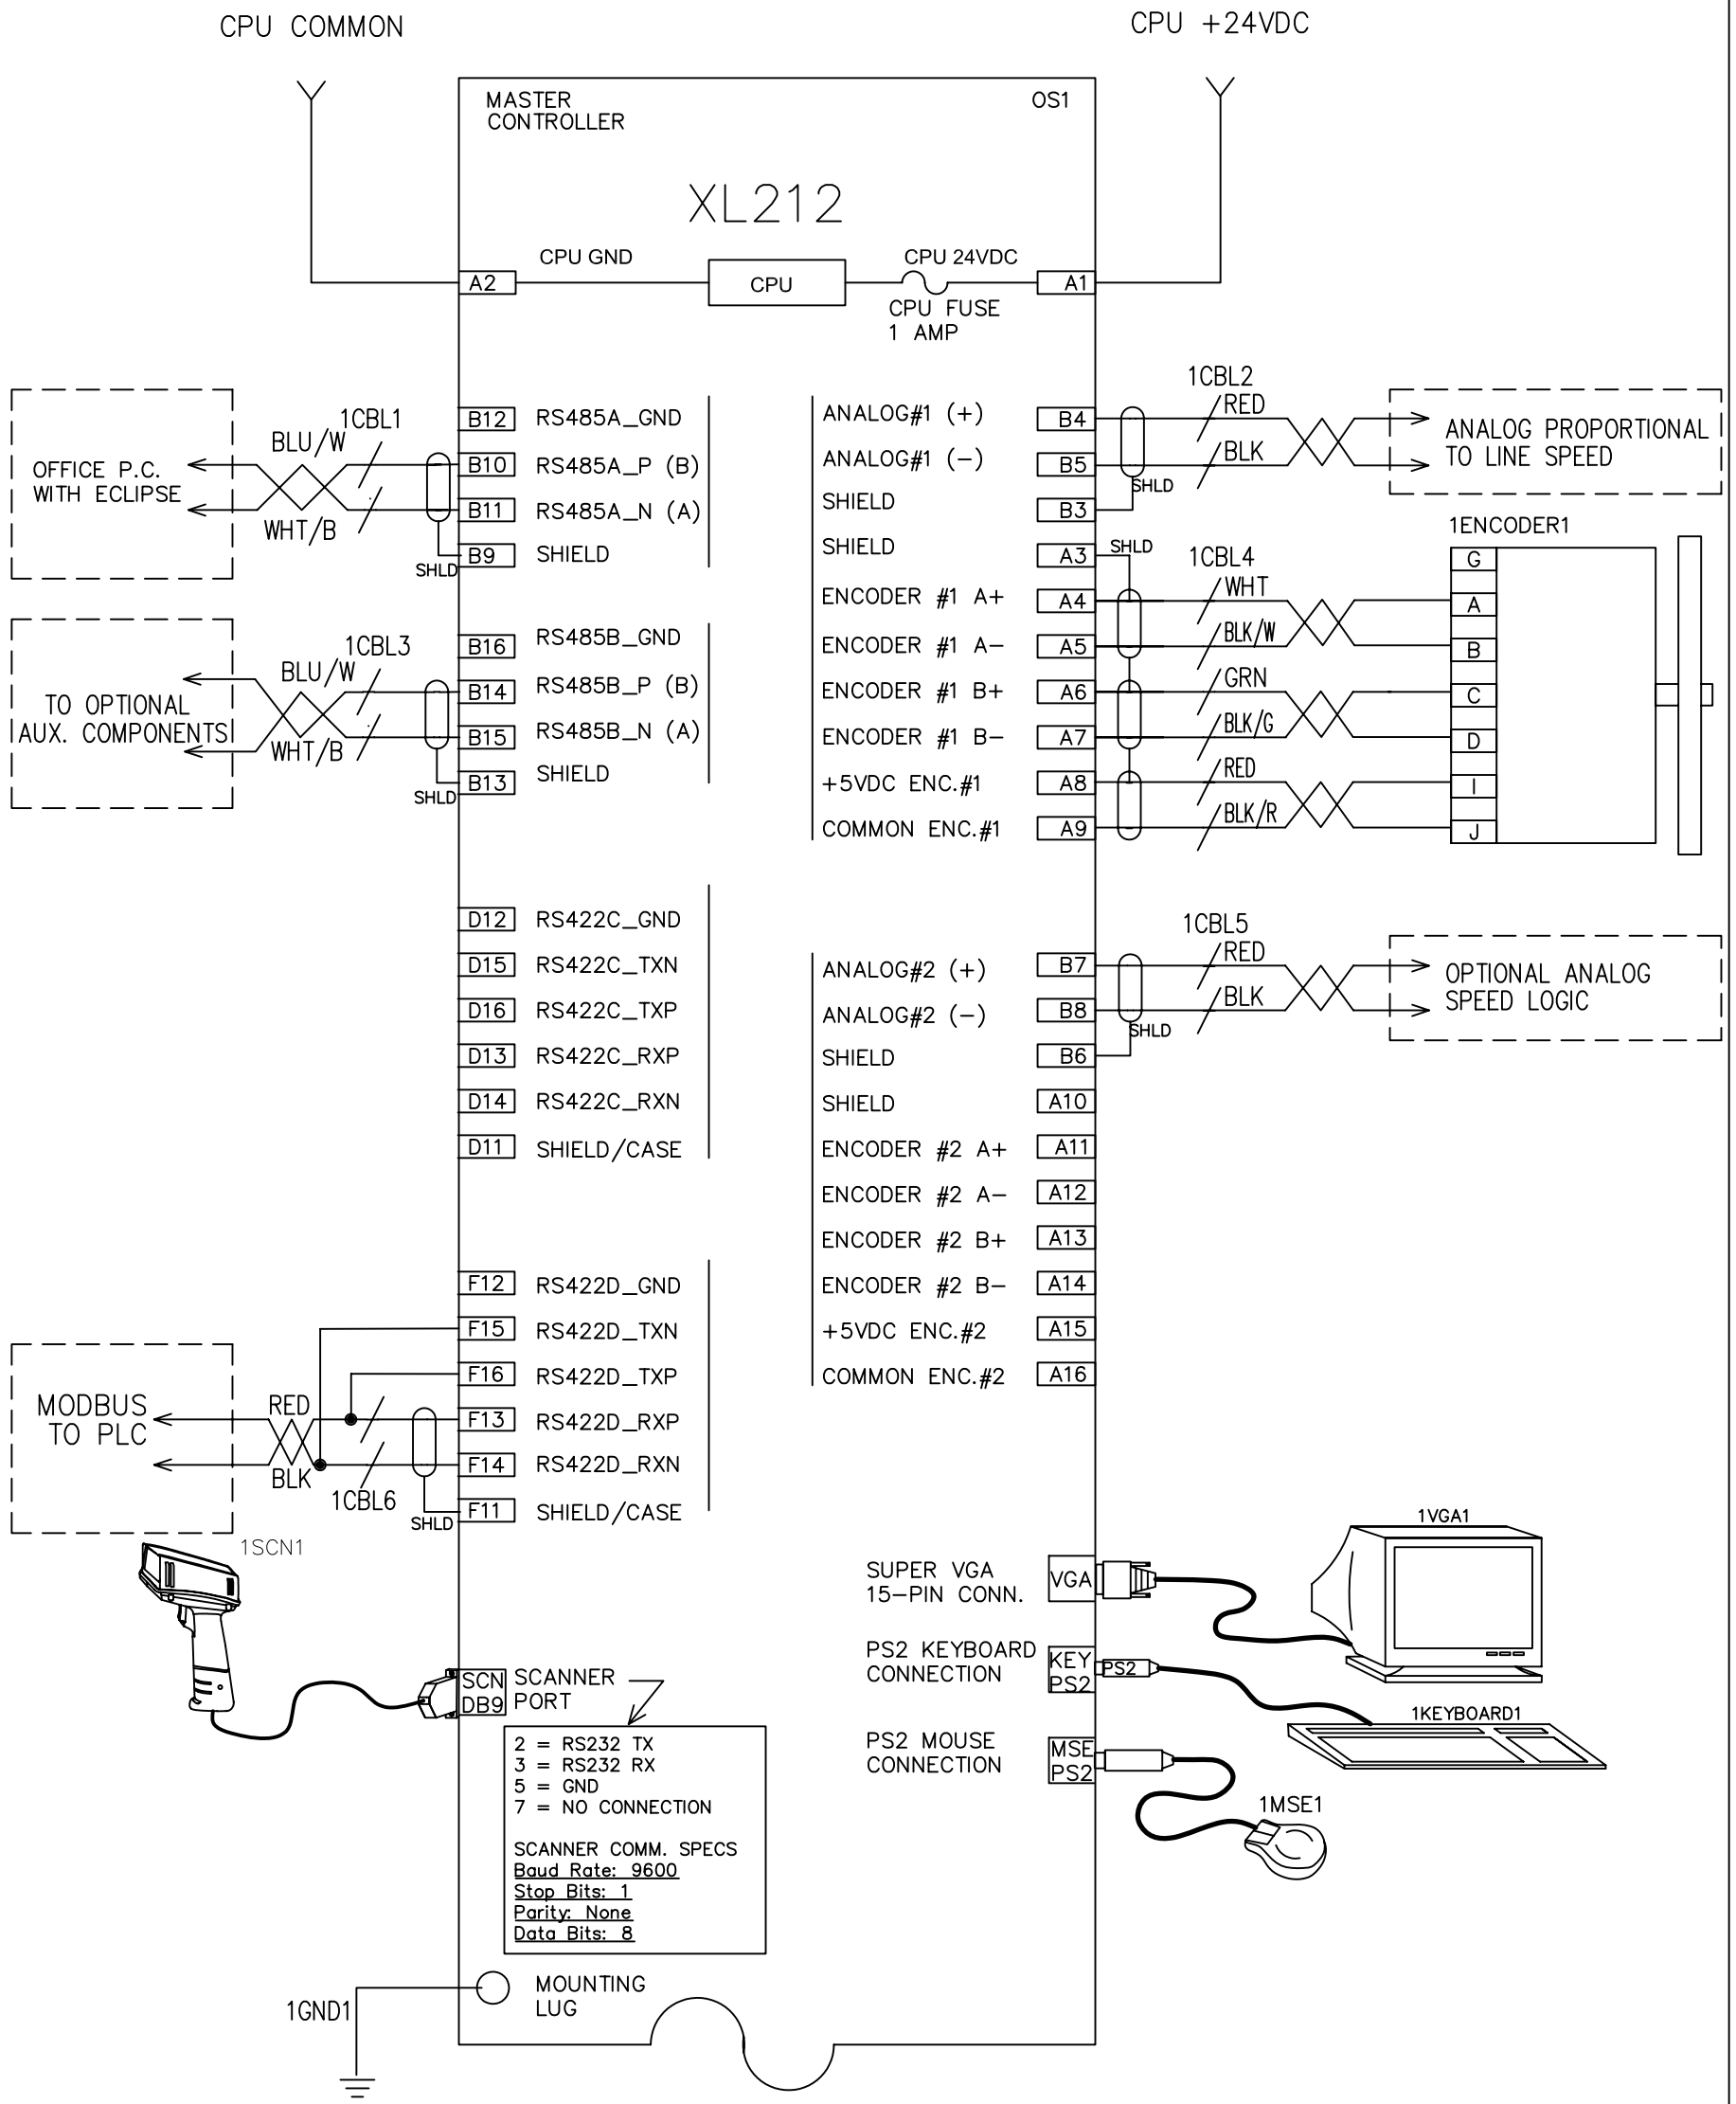 CPU COMMON
CPU +24VDC
MASTER
CONTROLLER
OS1
XL212
CPU GND
CPU 24VDC
A2
CPU
A1
CPU FUSE
1 AMP
OFFICE P.C.
WITH ECLIPSE
1CBL1
BLU/W
WHT/B
SHLD
B12 RS485A_GND
B10 RS485A_P (B)
B11 RS485A_N (A)
B9 SHIELD
TO OPTIONAL
AUX. COMPONENTS
1CBL3
BLU/W
WHT/B
SHLD
B16 RS485B_GND
B14 RS485B_P (B)
B15 RS485B_N (A)
B13 SHIELD
D12 RS422C_GND
D15 RS422C_TXN
D16 RS422C_TXP
D13 RS422C_RXP
D14 RS422C_RXN
D11 SHIELD/CASE
F12 RS422D_GND
F15 RS422D_TXN
F16 RS422D_TXP
F13 RS422D_RXP
F14 RS422D_RXN
F11 SHIELD/CASE
MODBUS
TO PLC
RED
BLK
1CBL6
SHLD
ANALOG#1 (+) B4
ANALOG#1 (−) B5
SHIELD B3
SHIELD A3
ENCODER #1 A+ A4
ENCODER #1 A− A5
ENCODER #1 B+ A6
ENCODER #1 B− A7
+5VDC ENC.#1 A8
COMMON ENC.#1 A9
1CBL2
RED
BLK
SHLD
ANALOG PROPORTIONAL
TO LINE SPEED
1ENCODER1
SHLD
1CBL4
WHT
BLK/W
GRN
BLK/G
RED
BLK/R
G
A
B
C
D
I
J
ANALOG#2 (+) B7
ANALOG#2 (−) B8
SHIELD B6
SHIELD A10
ENCODER #2 A+ A11
ENCODER #2 A− A12
ENCODER #2 B+ A13
ENCODER #2 B− A14
+5VDC ENC.#2 A15
COMMON ENC.#2 A16
1CBL5
RED
BLK
SHLD
OPTIONAL ANALOG
SPEED LOGIC
1SCN1
SCN
DB9
SCANNER
PORT
2 = RS232 TX
3 = RS232 RX
5 = GND
7 = NO CONNECTION
SCANNER COMM. SPECS
Baud Rate: 9600
Stop Bits: 1
Parity: None
Data Bits: 8
SUPER VGA
15−PIN CONN.
VGA
1VGA1
PS2 KEYBOARD
CONNECTION
KEY
PS2
PS2
1KEYBOARD1
PS2 MOUSE
CONNECTION
MSE
PS2
1MSE1
MOUNTING
LUG
1GND1